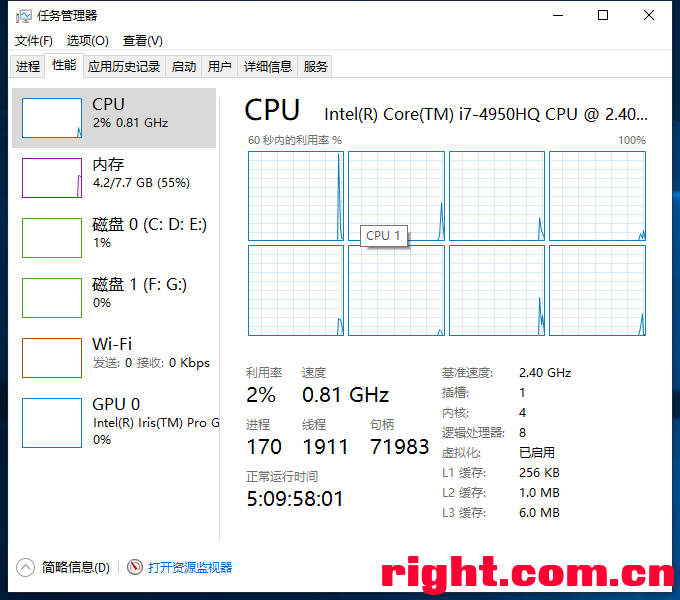 任务管理器
文件(F) 选项(O) 查看(V)
进程 性能 应用历史记录 启动 用户 详细信息 服务
CPU
2% 0.81 GHz
内存
4.2/7.7 GB (55%)
磁盘 0 (C: D: E:)
1%
磁盘 1 (F: G:)
0%
Wi-Fi
发送: 0 接收: 0 Kbps
GPU 0
Intel(R) Iris(TM) Pro G
0%
CPU Intel(R) Core(TM) i7-4950HQ CPU @ 2.40...
60 秒内的利用率 % 100%
CPU 1
利用率 速度
2% 0.81 GHz
进程 线程 句柄
170 1911 71983
正常运行时间
5:09:58:01
基准速度: 2.40 GHz
插槽: 1
内核: 4
逻辑处理器: 8
虚拟化: 已启用
L1 缓存: 256 KB
L2 缓存: 1.0 MB
L3 缓存: 6.0 MB
简略信息(D) 打开资源监视器
right.com.cn